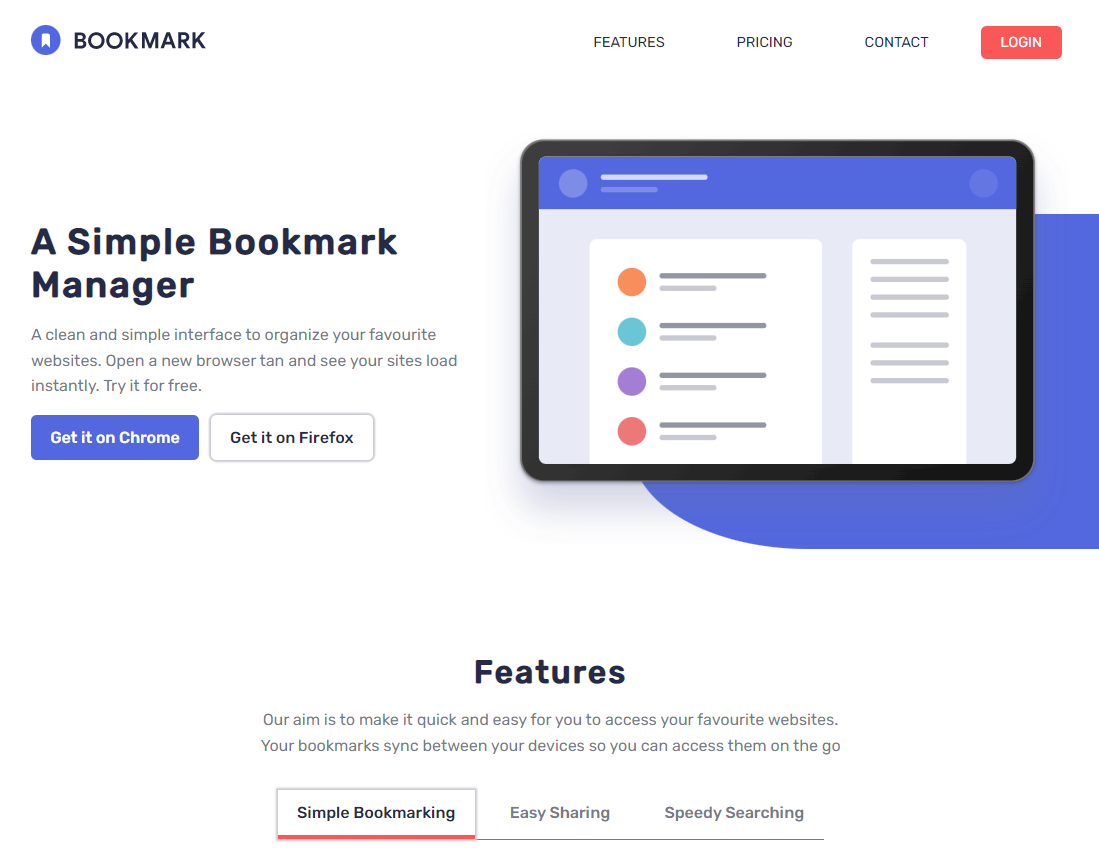 BOOKMARK
FEATURES
PRICING
CONTACT
LOGIN
A Simple Bookmark
Manager
A clean and simple interface to organize your favourite
websites. Open a new browser tan and see your sites load
instantly. Try it for free.
Get it on Chrome
Get it on Firefox
Features
Our aim is to make it quick and easy for you to access your favourite websites.
Your bookmarks sync between your devices so you can access them on the go
Simple Bookmarking
Easy Sharing
Speedy Searching